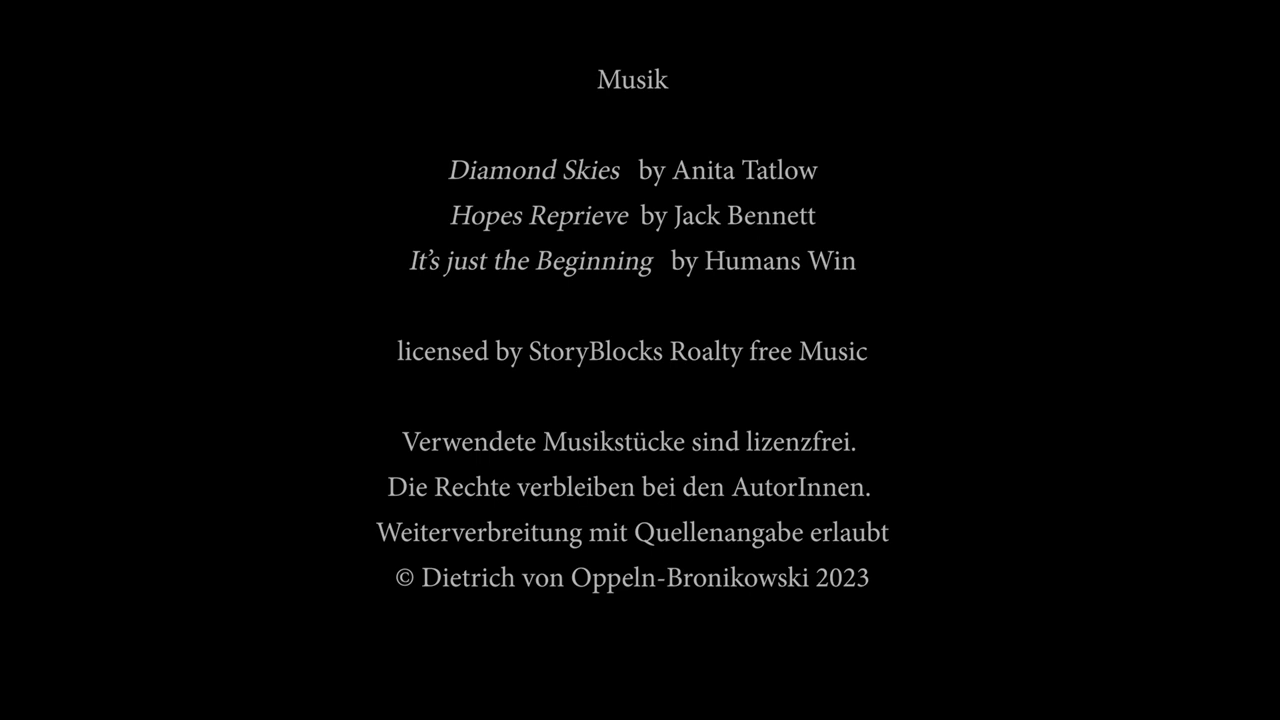 Musik
Diamond Skies by Anita Tatlow
Hopes Reprieve by Jack Bennett
It's just the Beginning by Humans Win
licensed by StoryBlocks Roalty free Music
Verwendete Musikstücke sind lizenzfrei.
Die Rechte verbleiben bei den AutorInnen.
Weiterverbreitung mit Quellenangabe erlaubt
© Dietrich von Oppeln-Bronikowski 2023